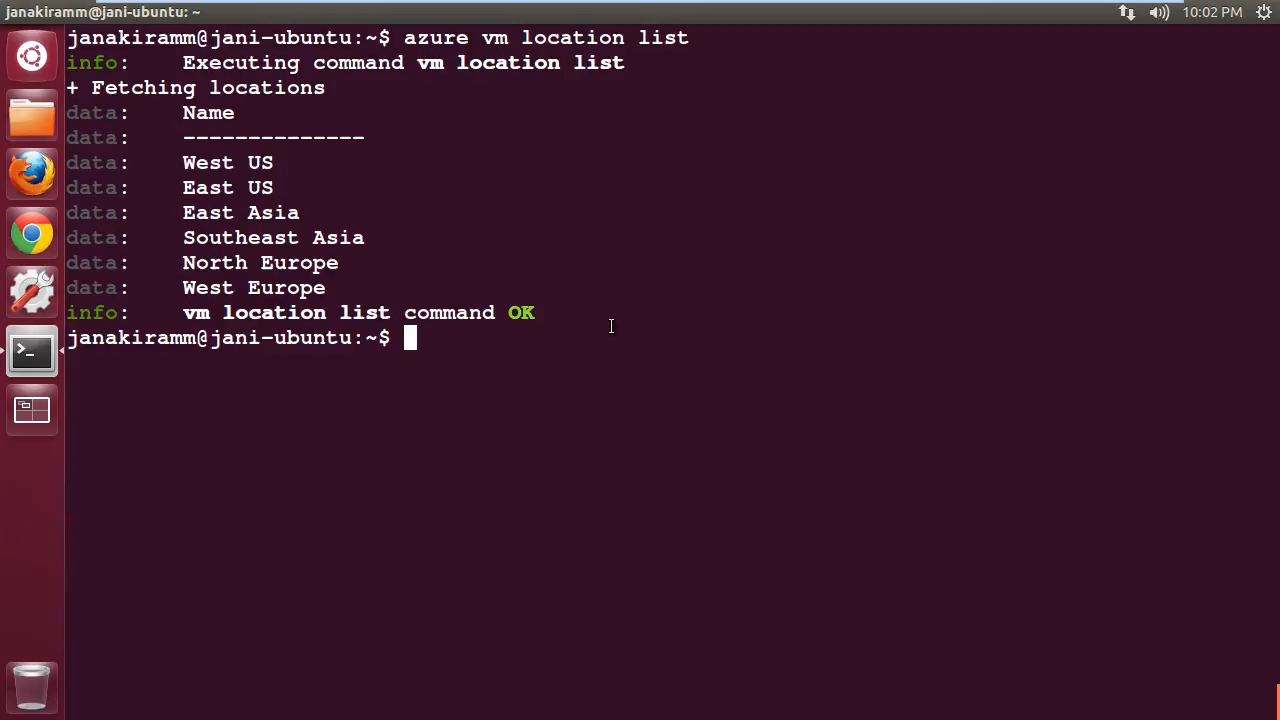 janakiramm@jani-ubuntu: ~
10:02 PM
janakiramm@jani-ubuntu:~$ azure vm location list
info:    Executing command vm location list
+ Fetching locations
data:    Name
data:    --------------
data:    West US
data:    East US
data:    East Asia
data:    Southeast Asia
data:    North Europe
data:    West Europe
info:    vm location list command OK
janakiramm@jani-ubuntu:~$